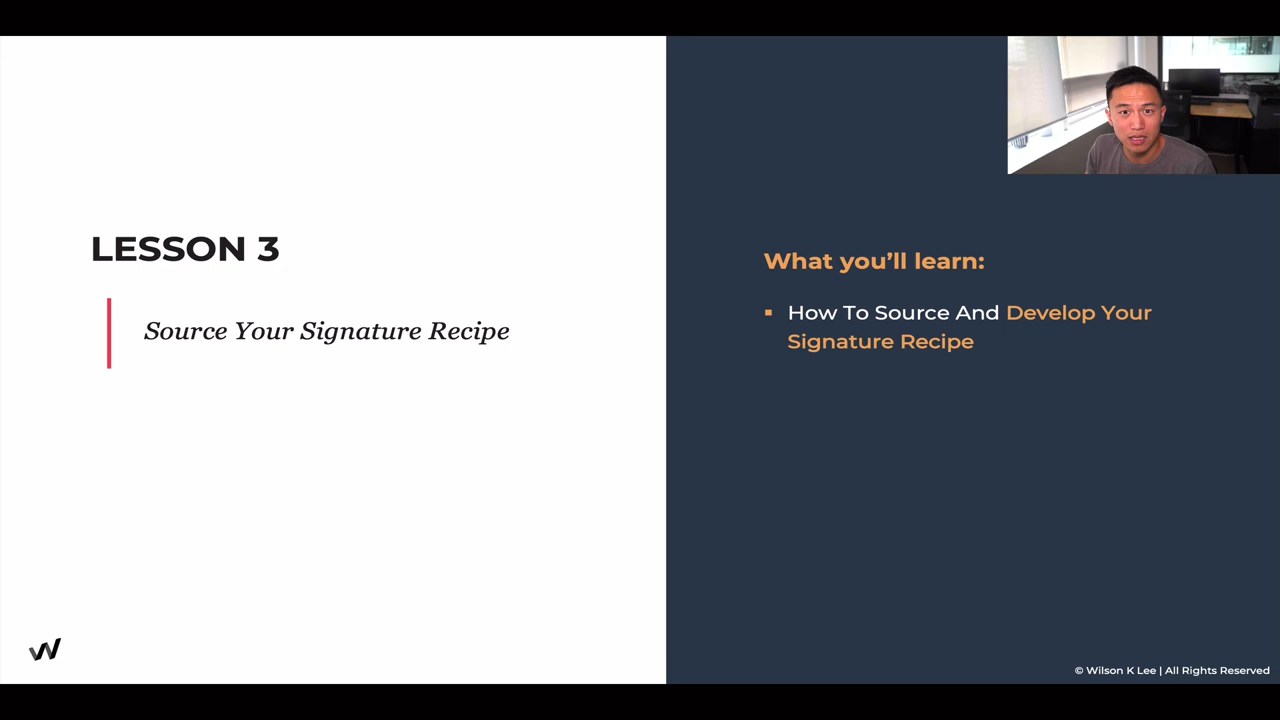 LESSON 3
Source Your Signature Recipe
What you'll learn:
▪ How To Source And Develop Your
Signature Recipe
W
© Wilson K Lee | All Rights Reserved